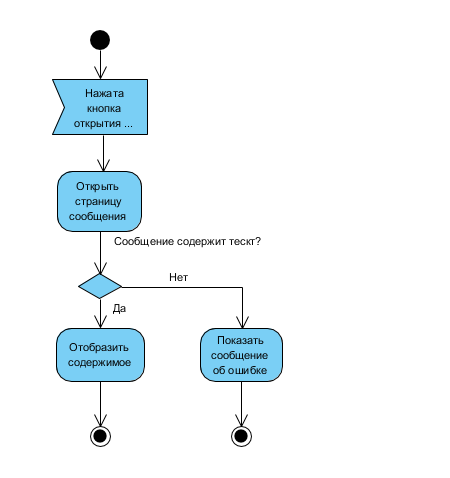 Нажата
кнопка
открытия ...
Открыть
страницу
сообщения
Сообщение содержит тескт?
Нет
Да
Отобразить
содержимое
Показать
сообщение
об ошибке